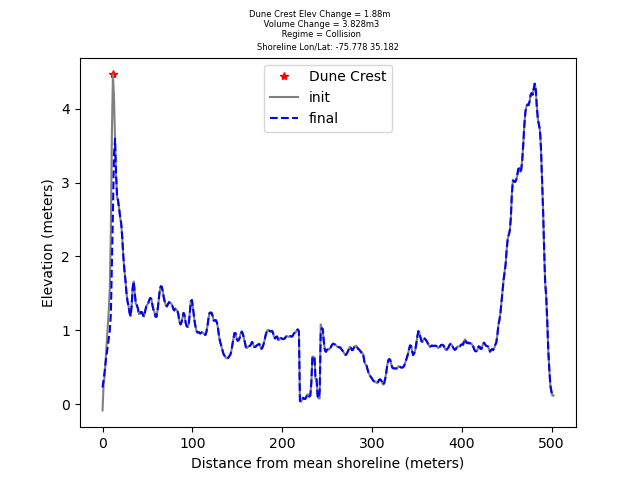 Dune Crest Elev Change = 1.88m
Volume Change = 3.828m3
Regime = Collision
Shoreline Lon/Lat: -75.778 35.182
Dune Crest
init
final
Elevation (meters)
4
3
2
1
0
0 100 200 300 400 500
Distance from mean shoreline (meters)